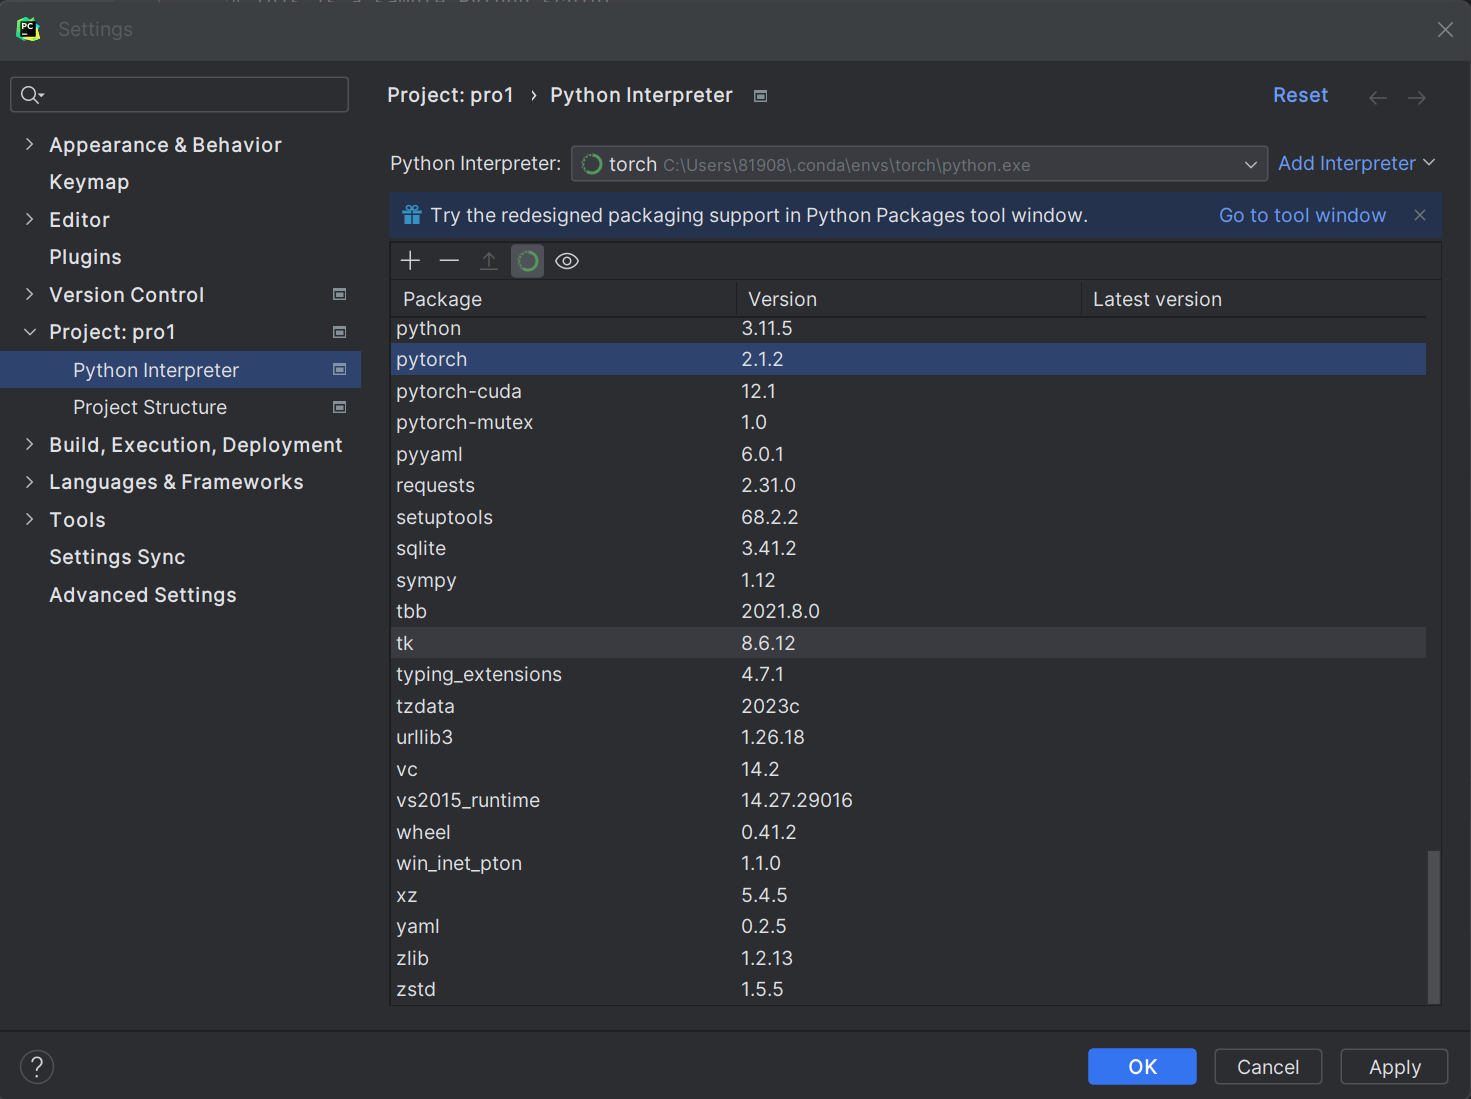 PC
Settings
Project: pro1 › Python Interpreter
Reset
Appearance & Behavior
Keymap
Editor
Plugins
Version Control
Project: pro1
Python Interpreter
Project Structure
Build, Execution, Deployment
Languages & Frameworks
Tools
Settings Sync
Advanced Settings
Python Interpreter: torch C:\Users\81908\.conda\envs\torch\python.exe Add Interpreter
Try the redesigned packaging support in Python Packages tool window. Go to tool window
Package Version Latest version
python 3.11.5
pytorch 2.1.2
pytorch-cuda 12.1
pytorch-mutex 1.0
pyyaml 6.0.1
requests 2.31.0
setuptools 68.2.2
sqlite 3.41.2
sympy 1.12
tbb 2021.8.0
tk 8.6.12
typing_extensions 4.7.1
tzdata 2023c
urllib3 1.26.18
vc 14.2
vs2015_runtime 14.27.29016
wheel 0.41.2
win_inet_pton 1.1.0
xz 5.4.5
yaml 0.2.5
zlib 1.2.13
zstd 1.5.5
? OK Cancel Apply